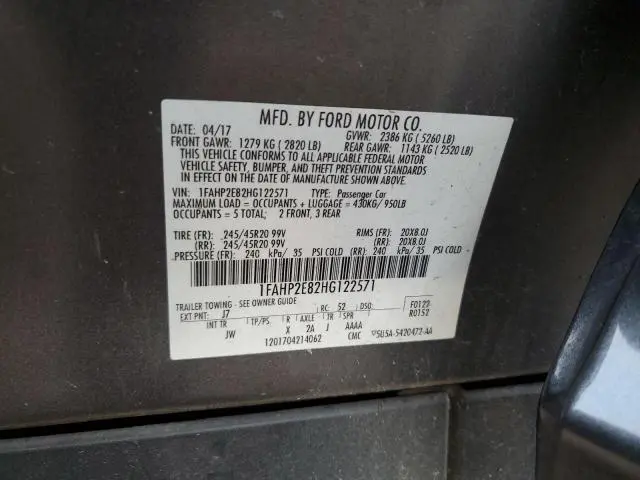 MFD. BY FORD MOTOR CO.
DATE: 04/17 GVWR: 2386 KG ( 5260 LB)
FRONT GAWR: 1279 KG ( 2820 LB) REAR GAWR: 1143 KG ( 2520 LB)
THIS VEHICLE CONFORMS TO ALL APPLICABLE FEDERAL MOTOR
VEHICLE SAFETY, BUMPER, AND THEFT PREVENTION STANDARDS
IN EFFECT ON THE DATE OF MANUFACTURE SHOWN ABOVE.
VIN: 1FAHP2E82HG122571 TYPE: Passenger Car
MAXIMUM LOAD = OCCUPANTS + LUGGAGE = 430KG/ 950LB
OCCUPANTS = 5 TOTAL: 2 FRONT, 3 REAR
TIRE (FR): 245/45R20 99V RIMS (FR): 20X8.0J
(RR): 245/45R20 99V (RR): 20X8.0J
PRESSURE (FR): 240 kPa/ 35 PSI COLD (RR): 240 kPa/ 35 PSI COLD
1FAHP2E82HG122571
TRAILER TOWING - SEE OWNER GUIDE
EXT PNT: J7 RC: 52 DSO: F0122
R0152
INT TR TP/PS R AXLE TR SPR
JW X 2A J AAAA
1201704214062 CMC 5U5A-5420472-AA